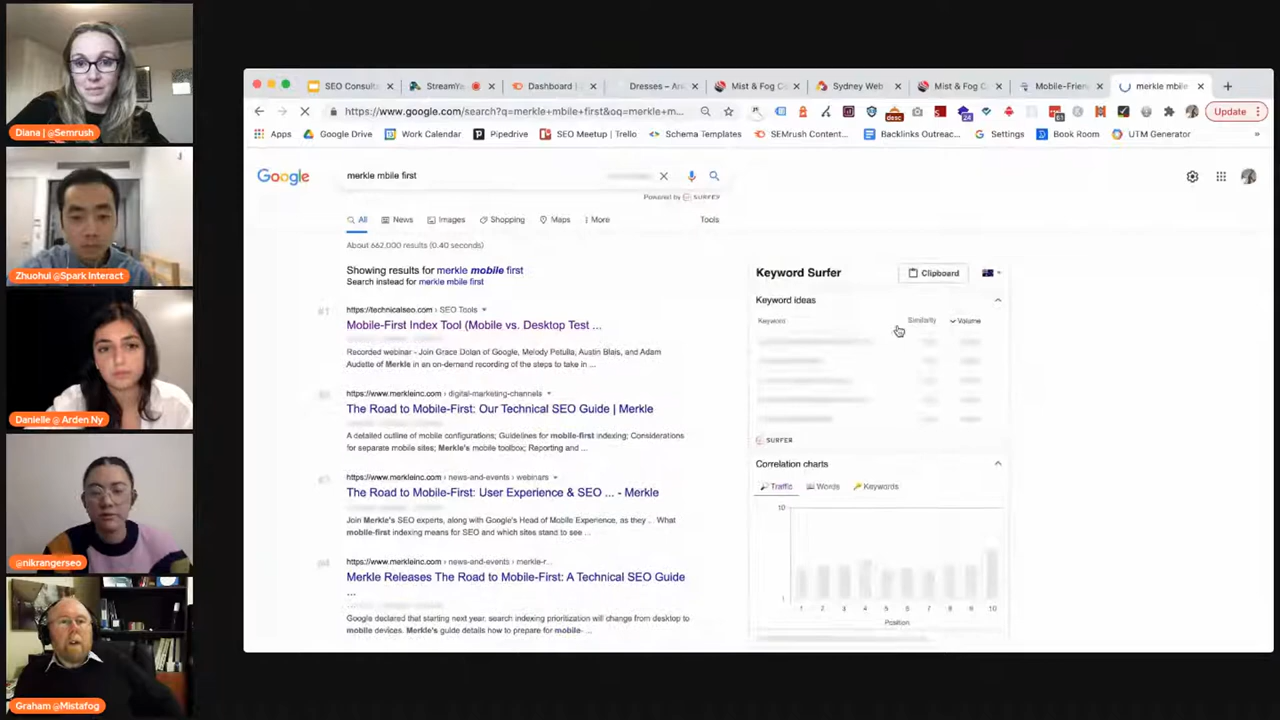 Diana | @Semrush
Zhuohui @Spark Interact
Danielle @ Arden Ny
@nikrangerseo
Graham @Mistafog
SEO Consulta
StreamYa
Dashboard |
Dresses – Ar
Mist & Fog C
Sydney Web
Mist & Fog C
Mobile-Frien
merkle mbile
https://www.google.com/search?q=merkle+mbile+first&oq=merkle+m...
desc
24
61
Update
Apps
Google Drive
Work Calendar
Pipedrive
SEO Meetup | Trello
Schema Templates
SEMrush Content...
Backlinks Outreac...
Settings
Book Room
UTM Generator
Google
merkle mbile first
Powered by SURFER
All
News
Images
Shopping
Maps
More
Tools
About 662,000 results (0.40 seconds)
Showing results for merkle mobile first
Search instead for merkle mbile first
#1
https://technicalseo.com › SEO Tools
Mobile-First Index Tool (Mobile vs. Desktop Test ...
Recorded webinar - Join Grace Dolan of Google, Melody Petulla, Austin Blais, and Adam
Audette of Merkle in an on-demand recording of the steps to take in ...
https://www.merkleinc.com › digital-marketing-channels
The Road to Mobile-First: Our Technical SEO Guide | Merkle
A detailed outline of mobile configurations; Guidelines for mobile-first indexing; Considerations
for separate mobile sites; Merkle's mobile toolbox; Reporting and ...
https://www.merkleinc.com › news-and-events › webinars
The Road to Mobile-First: User Experience & SEO ... - Merkle
Join Merkle's SEO experts, along with Google's Head of Mobile Experience, as they ... What
mobile-first indexing means for SEO and which sites stand to see ...
#4
https://www.merkleinc.com › news-and-events › merkle-r...
Merkle Releases The Road to Mobile-First: A Technical SEO Guide
...
Google declared that starting next year, search indexing prioritization will change from desktop to
mobile devices. Merkle's guide details how to prepare for mobile- ...
Keyword Surfer
Clipboard
Keyword ideas
Keyword
Similarity
Volume
SURFER
Correlation charts
Traffic
Words
Keywords
10
1
1 2 3 4 5 6 7 8 9 10
Position